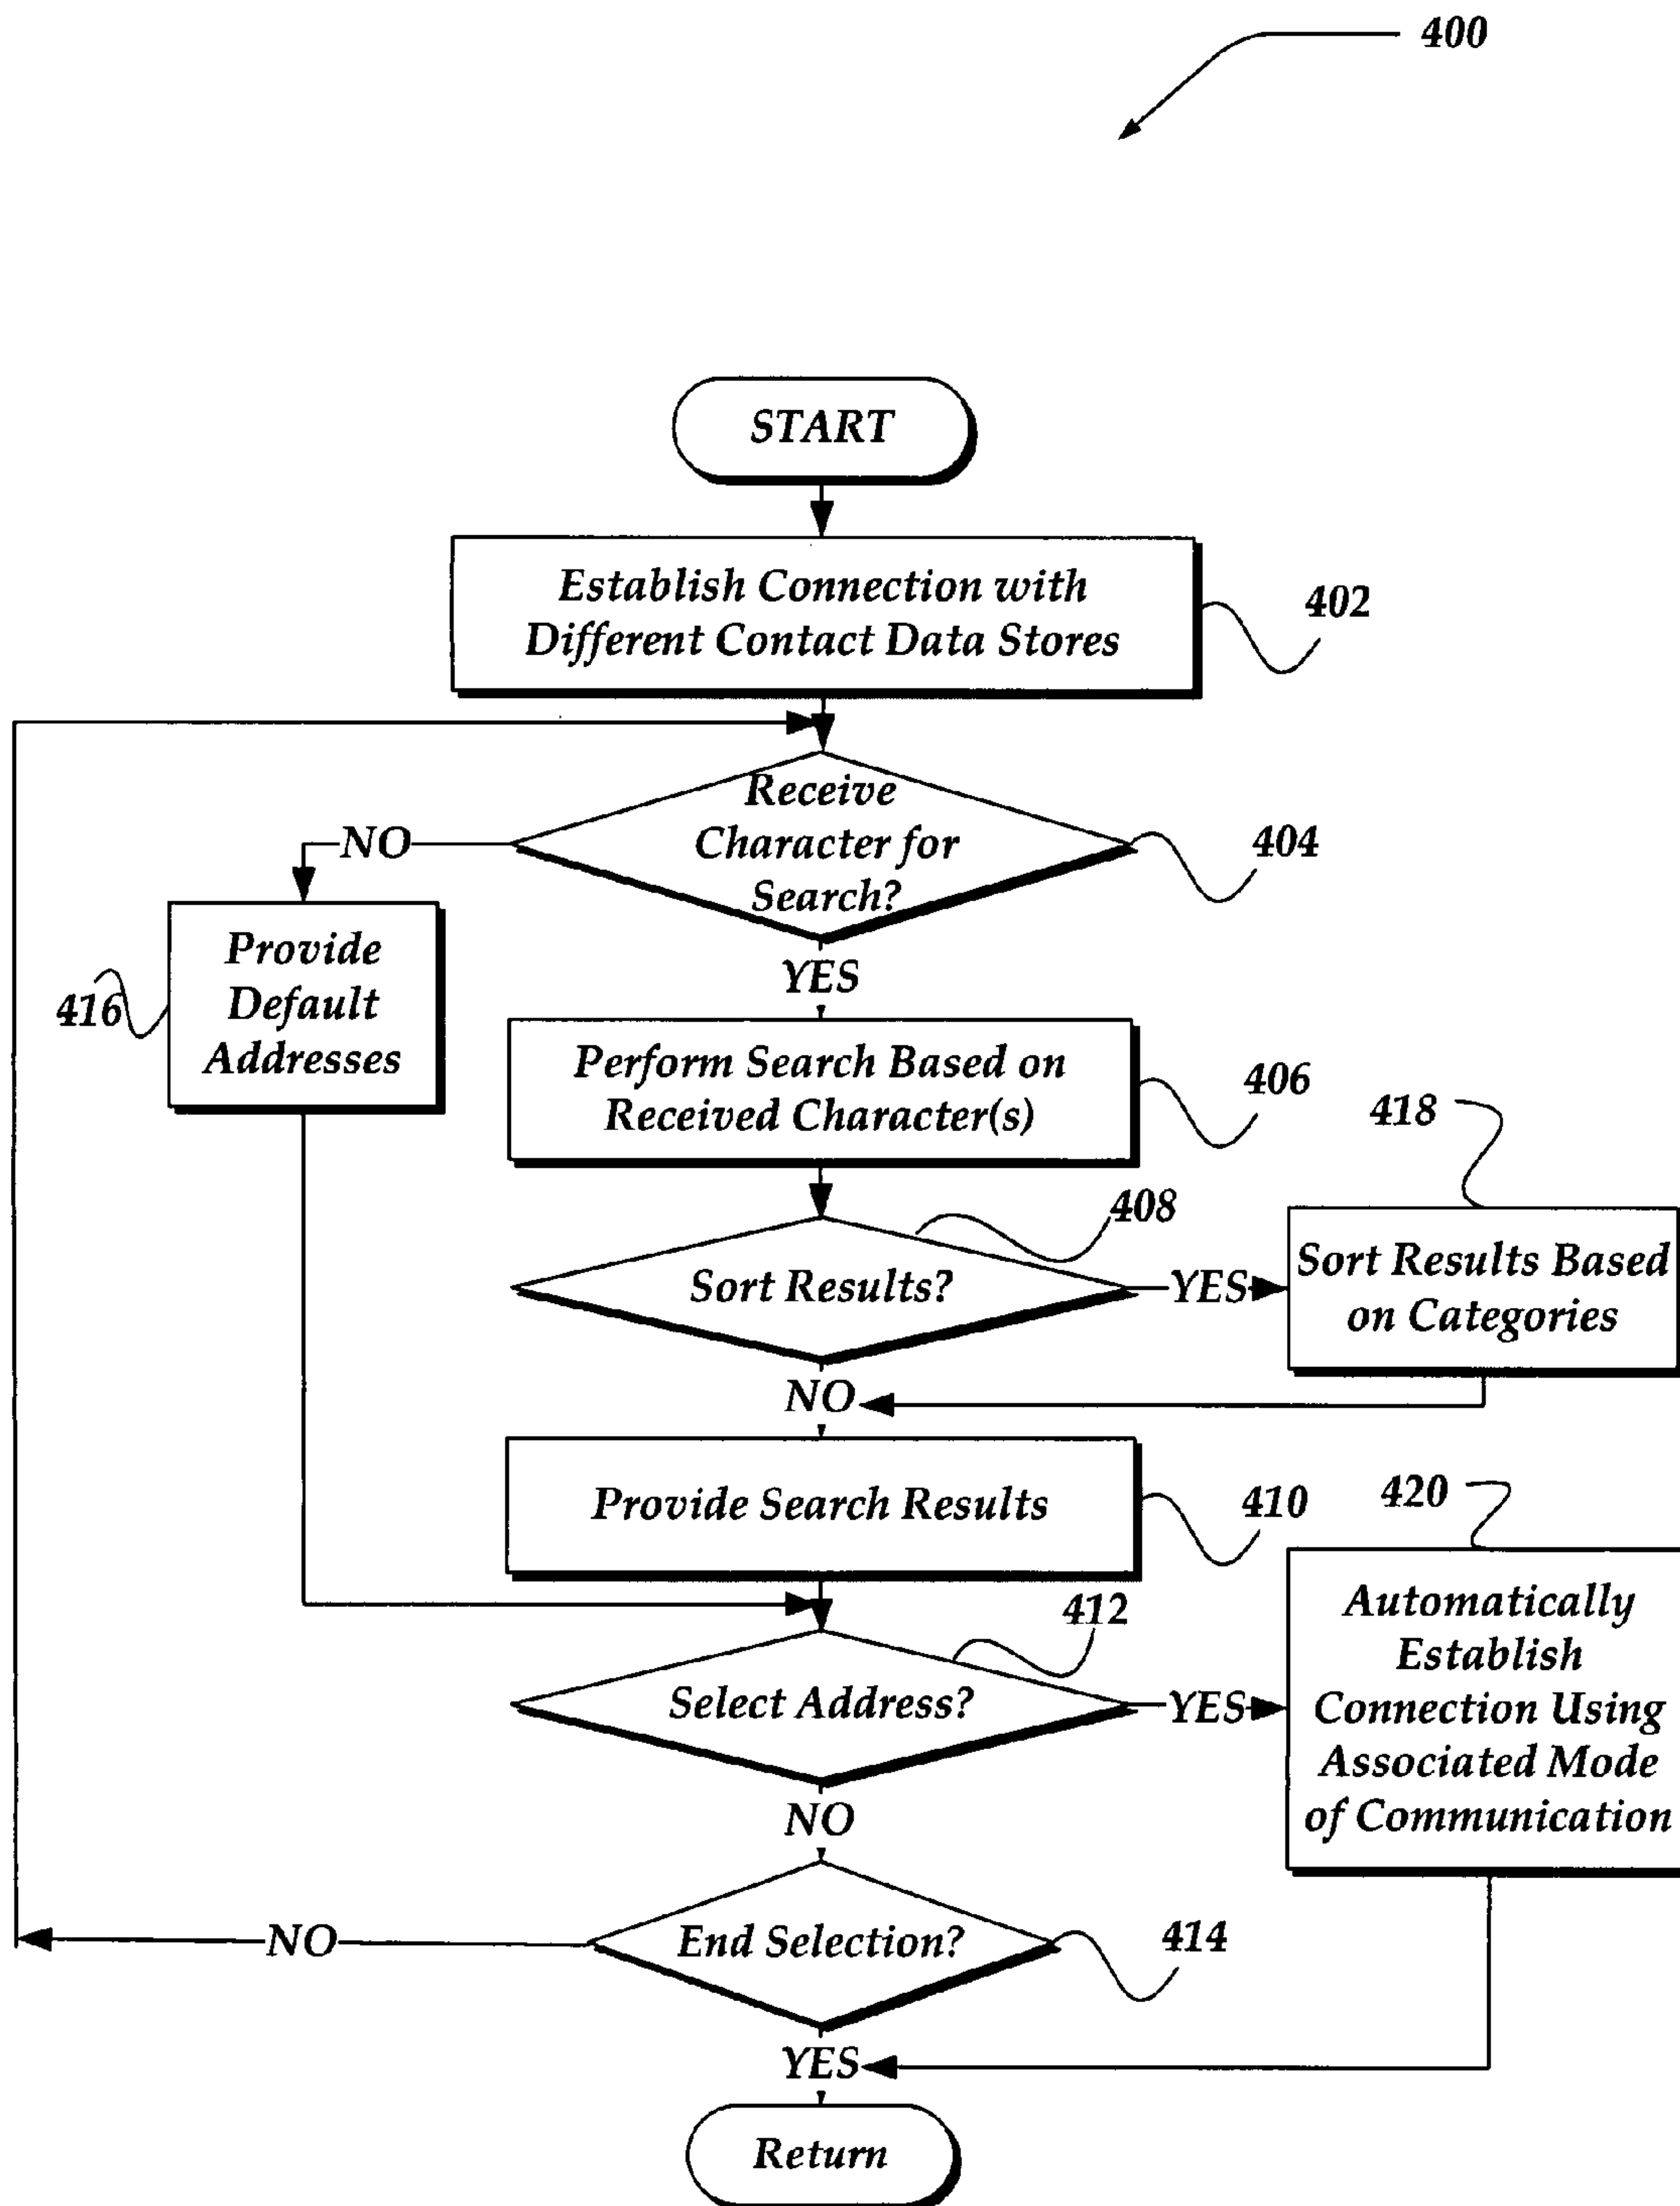 400
START
Establish Connection with
Different Contact Data Stores
402
Receive
Character for
Search?
404
NO
YES
Provide
Default
Addresses
416
Perform Search Based on
Received Character(s)
406
418
408
Sort Results?
YES
Sort Results Based
on Categories
NO
Provide Search Results
410
420
412
Select Address?
YES
Automatically
Establish
Connection Using
Associated Mode
of Communication
NO
End Selection?
414
NO
YES
Return